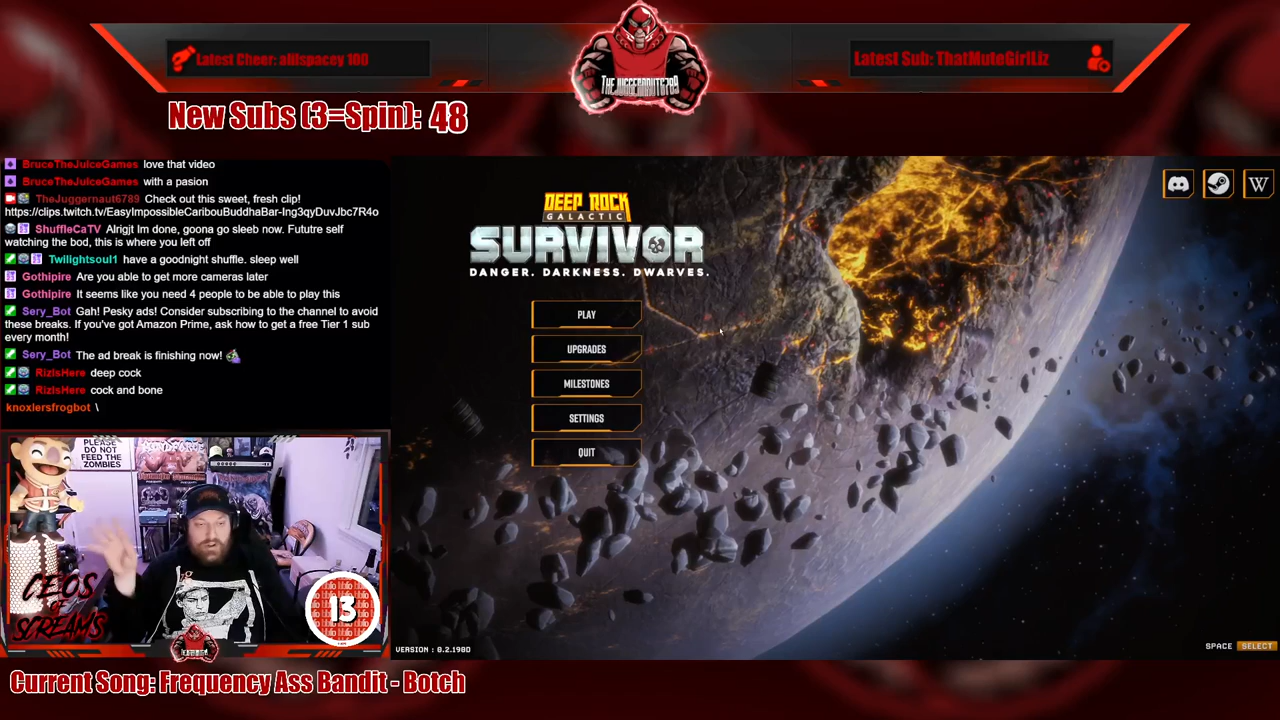 Latest Cheer: alilspacey 100
THEJUGGERNAUT6789
Latest Sub: ThatMuteGirlLiz
New Subs (3=Spin): 48
BruceTheJuiceGames love that video
BruceTheJuiceGames with a pasion
TheJuggernaut6789 Check out this sweet, fresh clip!
https://clips.twitch.tv/EasyImpossibleCaribouBuddhaBar-Ing3qyDuvJbc7R4o
ShuffleCaTV Alrigjt Im done, goona go sleeb now. Fututre self
watching the bod, this is where you left off
Twilightsoul1 have a goodnight shuffle. sleep well
Gothipire Are you able to get more cameras later
Gothipire It seems like you need 4 people to be able to play this
Sery_Bot Gah! Pesky ads! Consider subscribing to the channel to avoid
these breaks. If you've got Amazon Prime, ask how to get a free Tier 1 sub
every month!
Sery_Bot The ad break is finishing now!
RizIsHere deep cock
RizIsHere cock and bone
knoxiersfrogbot \
DEEP ROCK
GALACTIC
SURVIVOR
DANGER. DARKNESS. DWARVES.
PLAY
UPGRADES
MILESTONES
SETTINGS
QUIT
W
PLEASE
DO NOT
FEED THE
ZOMBIES
CEOS
OF
SCREAMS
13
VERSION : 0.2.198D
SPACE SELECT
Current Song: Frequency Ass Bandit - Botch